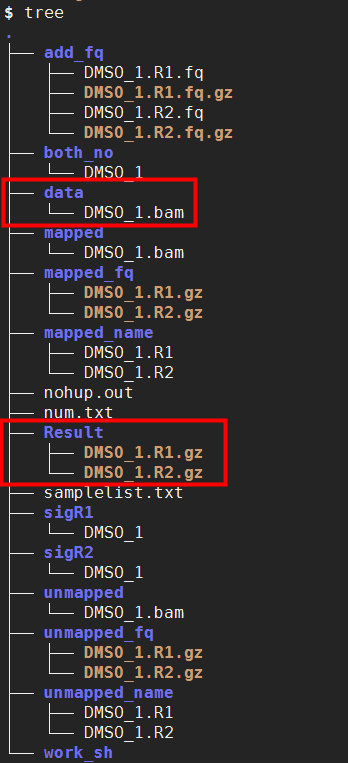 $ tree
.
├── add_fq
│   ├── DMSO_1.R1.fq
│   ├── DMSO_1.R1.fq.gz
│   ├── DMSO_1.R2.fq
│   └── DMSO_1.R2.fq.gz
├── both_no
│   └── DMSO_1
├── data
│   └── DMSO_1.bam
├── mapped
│   └── DMSO_1.bam
├── mapped_fq
│   ├── DMSO_1.R1.gz
│   └── DMSO_1.R2.gz
├── mapped_name
│   ├── DMSO_1.R1
│   └── DMSO_1.R2
├── nohup.out
├── num.txt
├── Result
│   ├── DMSO_1.R1.gz
│   └── DMSO_1.R2.gz
├── samplelist.txt
├── sigR1
│   └── DMSO_1
├── sigR2
│   └── DMSO_1
├── unmapped
│   └── DMSO_1.bam
├── unmapped_fq
│   ├── DMSO_1.R1.gz
│   └── DMSO_1.R2.gz
├── unmapped_name
│   ├── DMSO_1.R1
│   └── DMSO_1.R2
└── work_sh